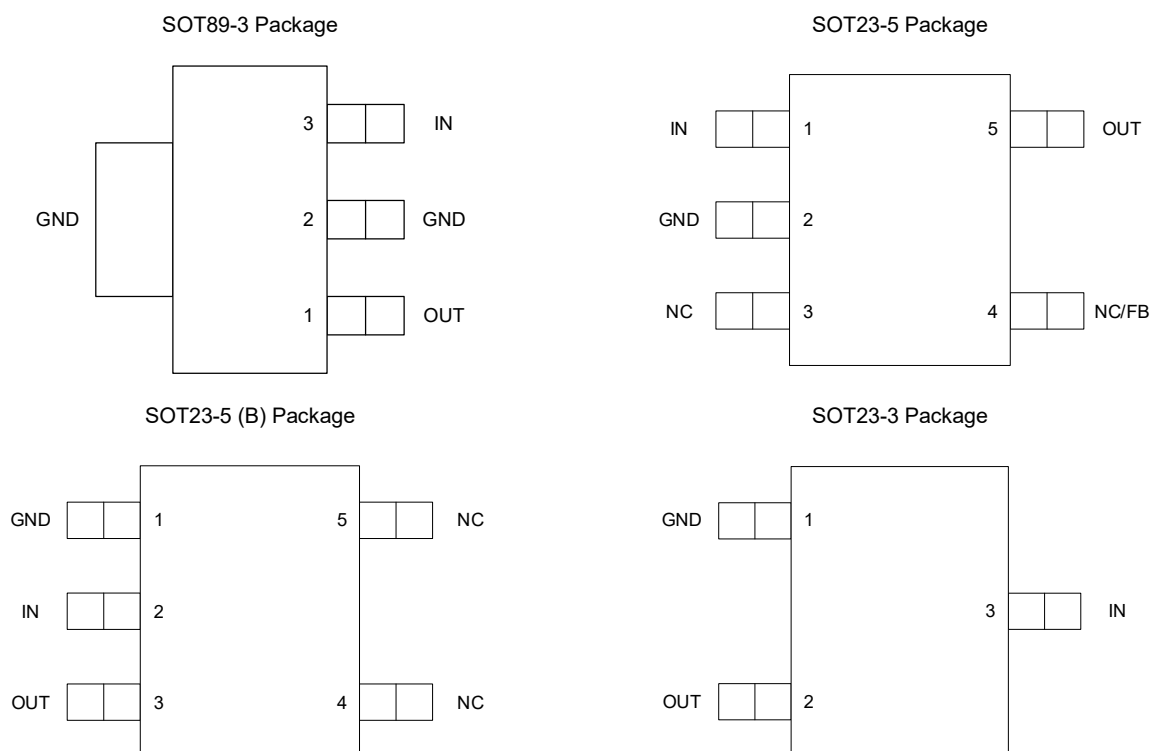 SOT89-3 Package
3 IN
GND 2 GND
1 OUT
SOT23-5 Package
IN 1 5 OUT
GND 2
NC 3 4 NC/FB
SOT23-5 (B) Package
GND 1 5 NC
IN 2
OUT 3 4 NC
SOT23-3 Package
GND 1
3 IN
OUT 2